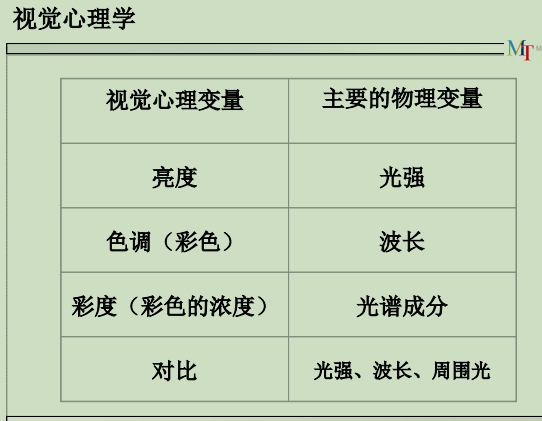 视觉心理学
MT
视觉心理变量 主要的物理变量
亮度 光强
色调（彩色） 波长
彩度（彩色的浓度） 光谱成分
对比 光强、波长、周围光